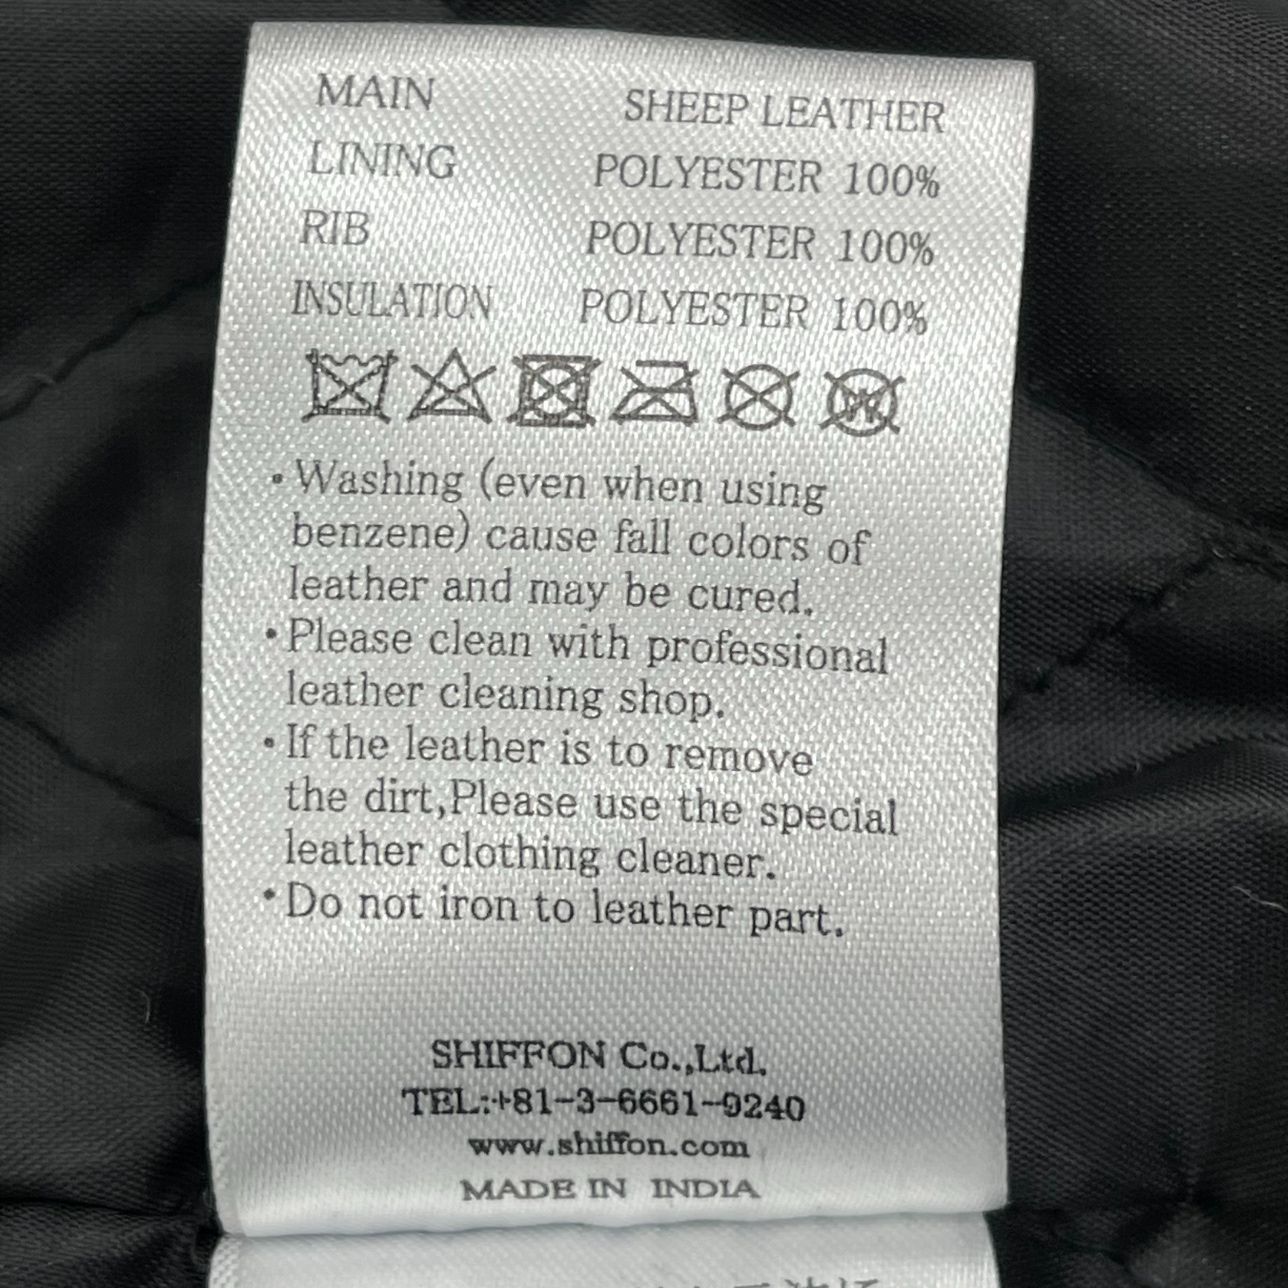 MAIN SHEEP LEATHER
LINING POLYESTER 100%
RIB POLYESTER 100%
INSULATION POLYESTER 100%
W
・Washing (even when using
benzene) cause fall colors of
leather and may be cured.
・Please clean with professional
leather cleaning shop.
・If the leather is to remove
the dirt,Please use the special
leather clothing cleaner.
・Do not iron to leather part.
SHIFFON Co.,Ltd.
TEL:+81-3-6661-9240
www.shiffon.com
MADE IN INDIA